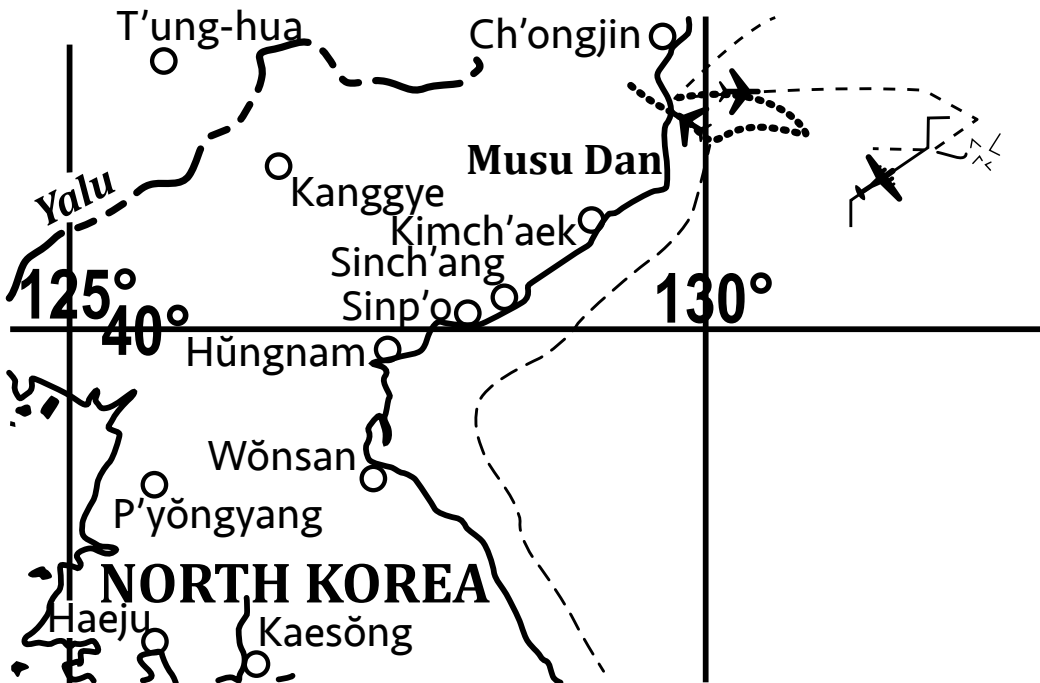 T'ung-hua
Ch'ongjin
Musu Dan
Yalu
Kanggye
Kimch'aek
Sinch'ang
125°
130°
Sinp'o
40°
Hŭngnam
Wŏnsan
P'yŏngyang
NORTH KOREA
Haeju
Kaesŏng